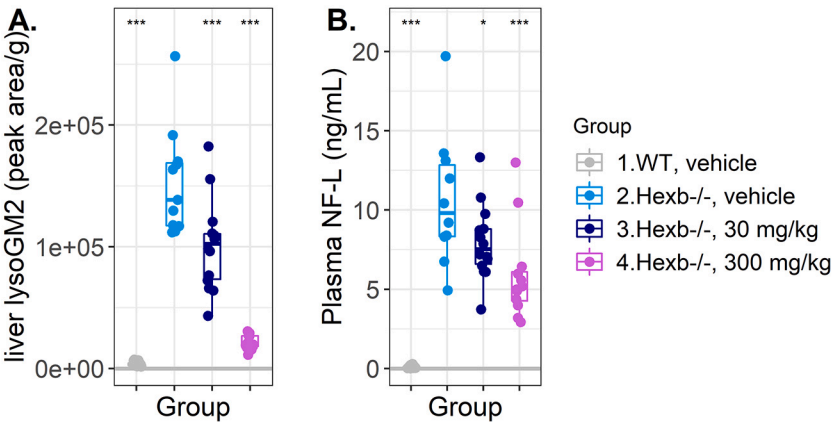 A.
liver lysoGM2 (peak area/g)
*** *** ***
2e+05
1e+05
0e+00
Group
B.
Plasma NF-L (ng/mL)
*** * ***
20
15
10
5
0
Group
Group
1.WT, vehicle
2.Hexb-/-, vehicle
3.Hexb-/-, 30 mg/kg
4.Hexb-/-, 300 mg/kg